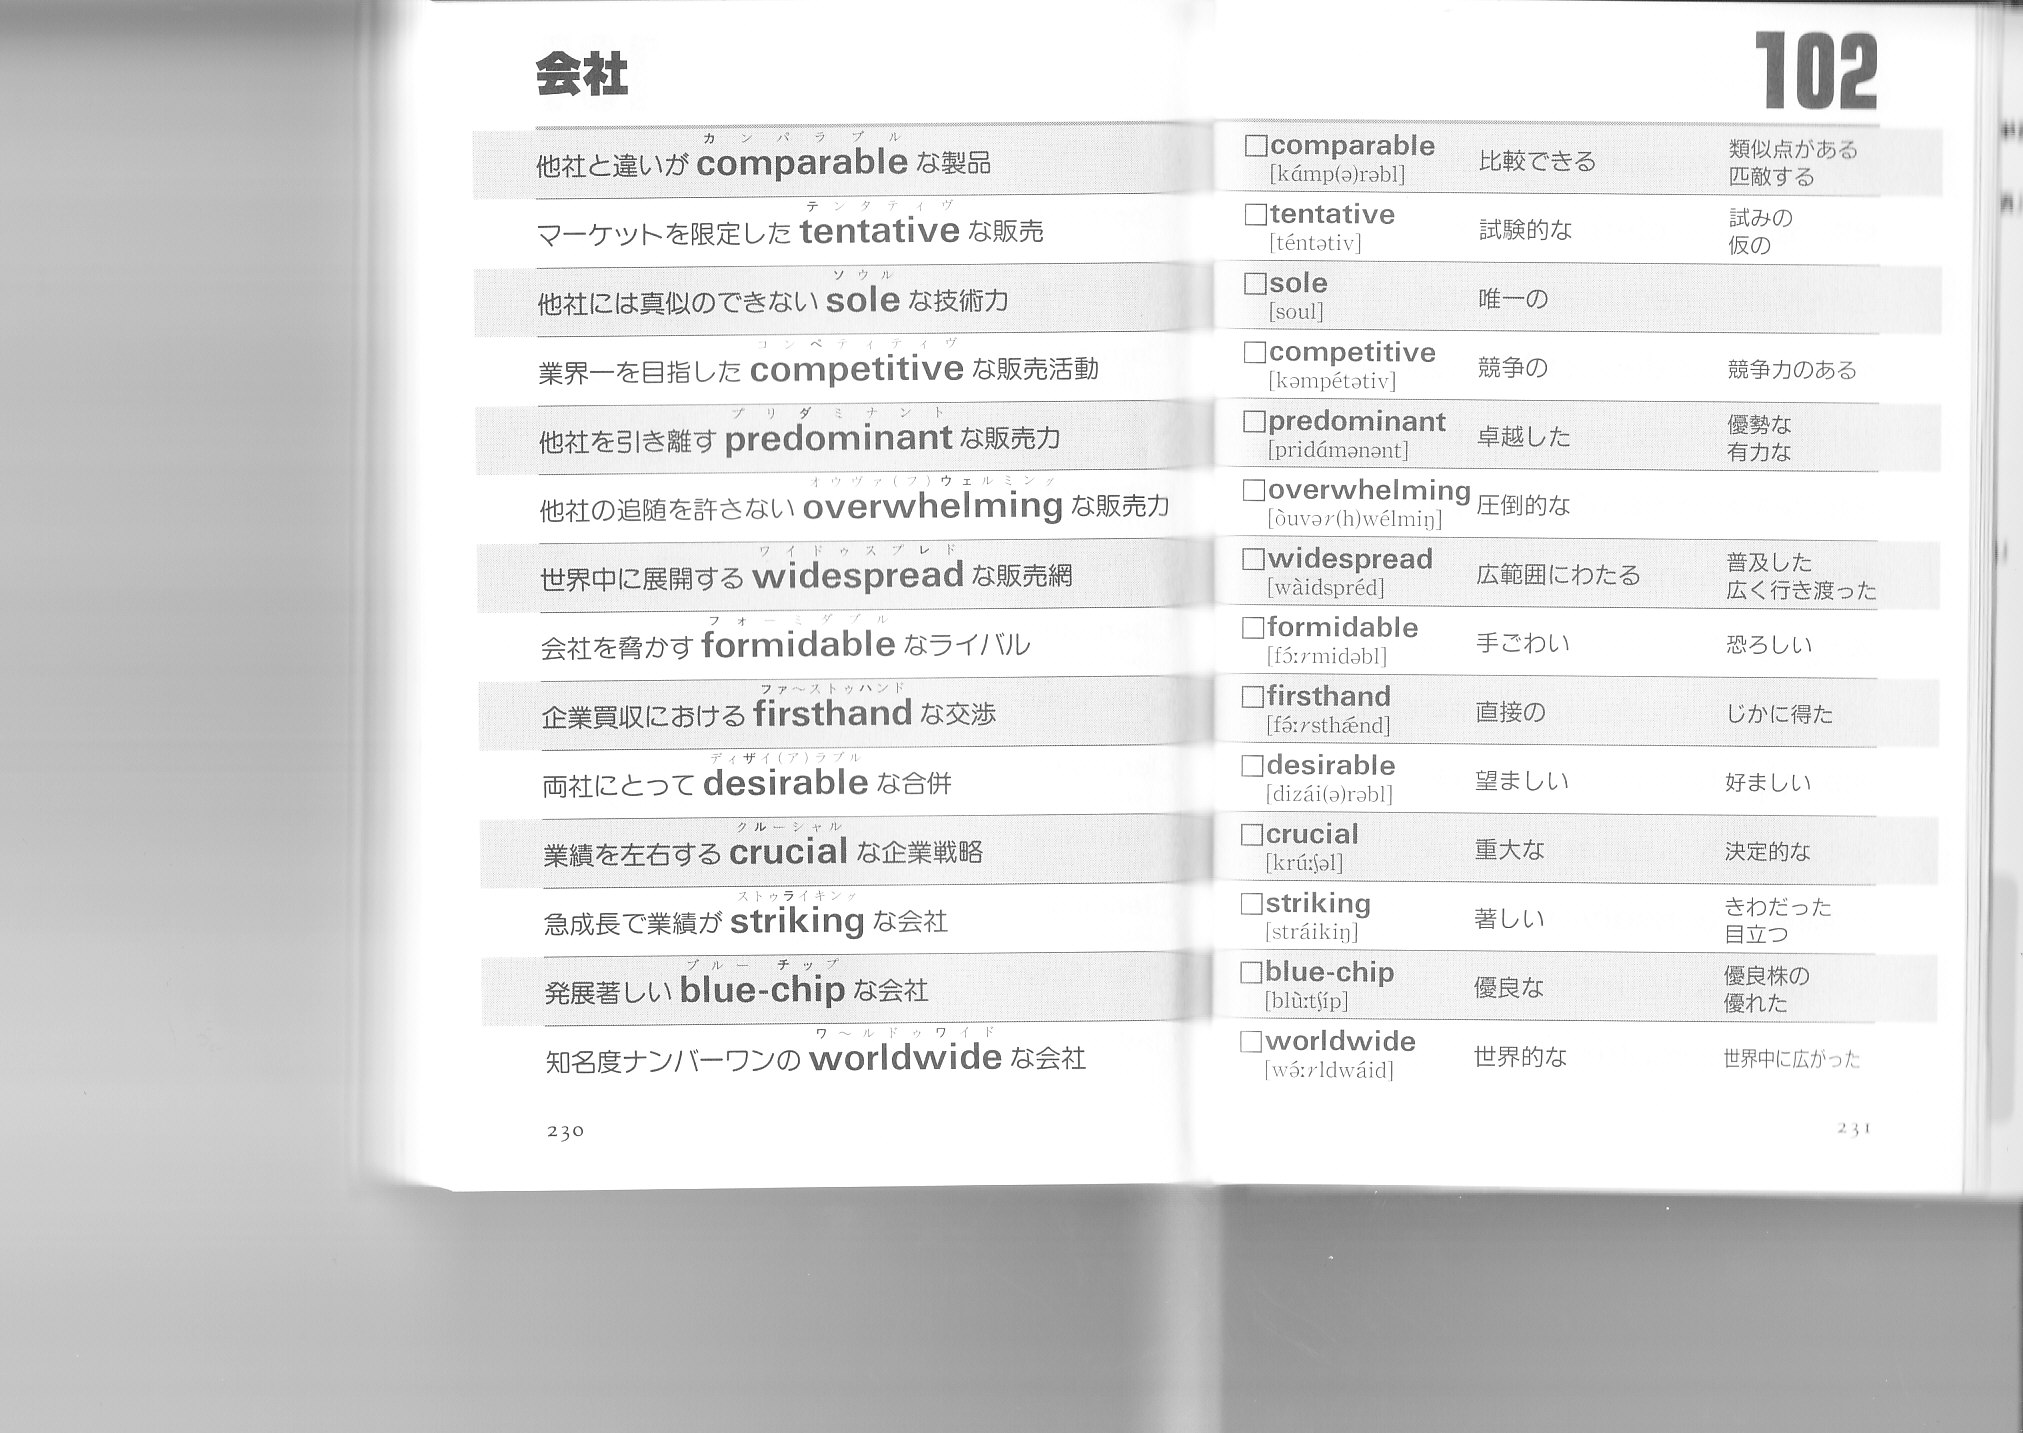 会社
カンパラブル
他社と違いが comparable な製品
テンタティヴ
マーケットを限定した tentative な販売
ソウル
他社には真似のできない sole な技術力
コンペティティヴ
業界一を目指した competitive な販売活動
プリダミナント
他社を引き離す predominant な販売力
オウヴァ(フ)ウェルミング
他社の追随を許さない overwhelming な販売力
ワイドゥスプレド
世界中に展開する widespread な販売網
フォーミダブル
会社を脅かす formidable なライバル
ファ〜ストゥハンド
企業買収における firsthand な交渉
ディザイ(ア)ラブル
両社にとって desirable な合併
クルーシャル
業績を左右する crucial な企業戦略
ストゥライキング
急成長で業績が striking な会社
ブルー チップ
発展著しい blue-chip な会社
ワ〜ルドゥワイド
知名度ナンバーワンの worldwide な会社
230
102
□comparable 比較できる 類似点がある
[kámp(ə)rəbl] 匹敵する
□tentative 試験的な 試みの
[téntətiv] 仮の
□sole 唯一の
[soul]
□competitive 競争の 競争力のある
[kəmpétətiv]
□predominant 卓越した 優勢な
[pridámənənt] 有力な
□overwhelming 圧倒的な
[òuvər(h)wélmiŋ]
□widespread 広範囲にわたる 普及した
[wàidspréd] 広く行き渡った
□formidable 手ごわい 恐ろしい
[fɔ́ːrmidəbl]
□firsthand 直接の じかに得た
[fə́ːrsthǽnd]
□desirable 望ましい 好ましい
[dizái(ə)rəbl]
□crucial 重大な 決定的な
[krúːʃəl]
□striking 著しい きわだった
[stráikiŋ] 目立つ
□blue-chip 優良な 優良株の
[blùːtʃíp] 優れた
□worldwide 世界的な 世界中に広がった
[wə́ːrldwáid]
231